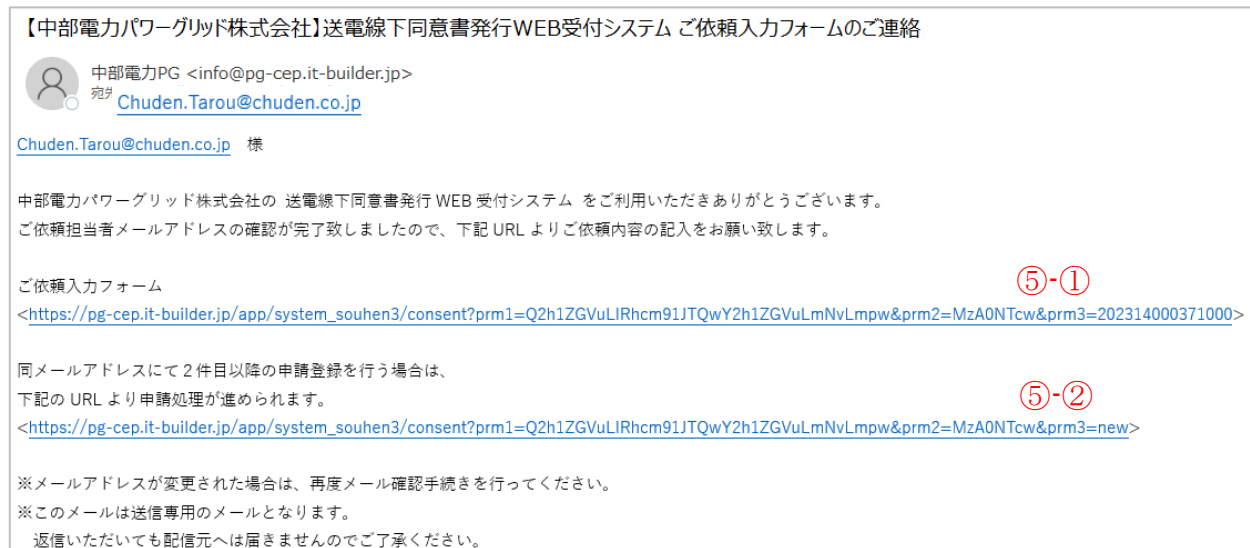 【中部電力パワーグリッド株式会社】送電線下同意書発行WEB受付システム ご依頼入力フォームのご連絡
中部電力PG <info@pg-cep.it-builder.jp>
Chuden.Tarou@chuden.co.jp
Chuden.Tarou@chuden.co.jp 様
中部電力パワーグリッド株式会社の 送電線下同意書発行 WEB 受付システム をご利用いただきありがとうございます。
ご依頼担当者メールアドレスの確認が完了致しましたので、下記 URL よりご依頼内容の記入をお願い致します。
ご依頼入力フォーム
⑤-①
<https://pg-cep.it-builder.jp/app/system_souhen3/consent?prm1=Q2h1ZGVuLlRhcm91JTQwY2h1ZGVuLmNvLmpw&prm2=MzA0NTcw&prm3=202314000371000>
同メールアドレスにて2件目以降の申請登録を行う場合は、
下記の URL より申請処理が進められます。
⑤-②
<https://pg-cep.it-builder.jp/app/system_souhen3/consent?prm1=Q2h1ZGVuLlRhcm91JTQwY2h1ZGVuLmNvLmpw&prm2=MzA0NTcw&prm3=new>
※メールアドレスが変更された場合は、再度メール確認手続きを行ってください。
※このメールは送信専用のメールとなります。
返信いただいても配信元へは届きませんのでご了承ください。